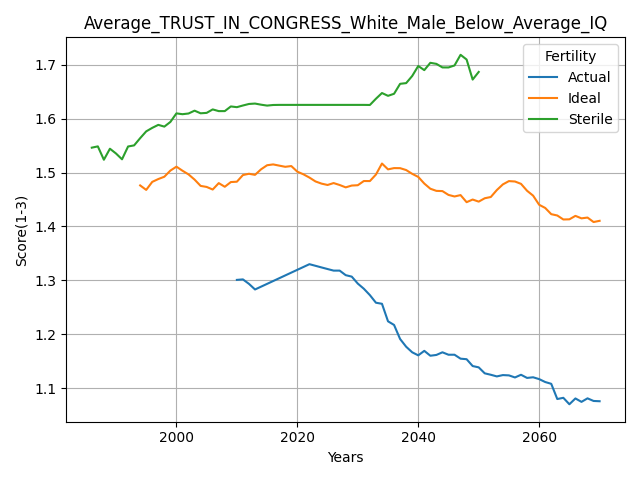 Average_TRUST_IN_CONGRESS_White_Male_Below_Average_IQ
Fertility
Actual
Ideal
Sterile
Score(1-3)
1.7
1.6
1.5
1.4
1.3
1.2
1.1
2000 2020 2040 2060
Years